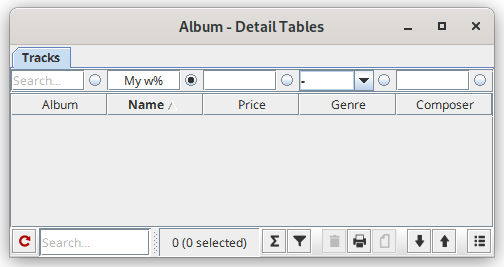 Album - Detail Tables
Tracks
Search... My w% -
Album Name Price Genre Composer
Search... 0 (0 selected) Σ